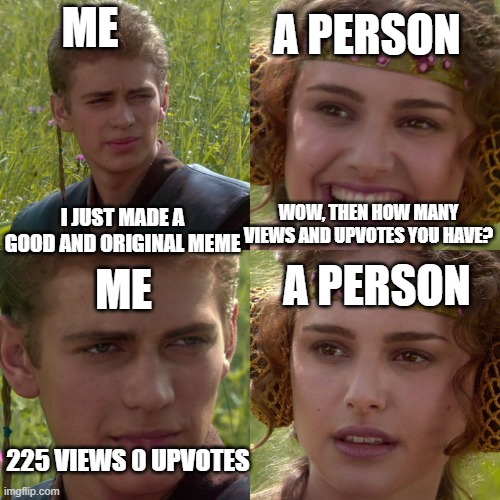 ME
A PERSON
I JUST MADE A
GOOD AND ORIGINAL MEME
WOW, THEN HOW MANY
VIEWS AND UPVOTES YOU HAVE?
ME
A PERSON
225 VIEWS 0 UPVOTES
imgflip.com